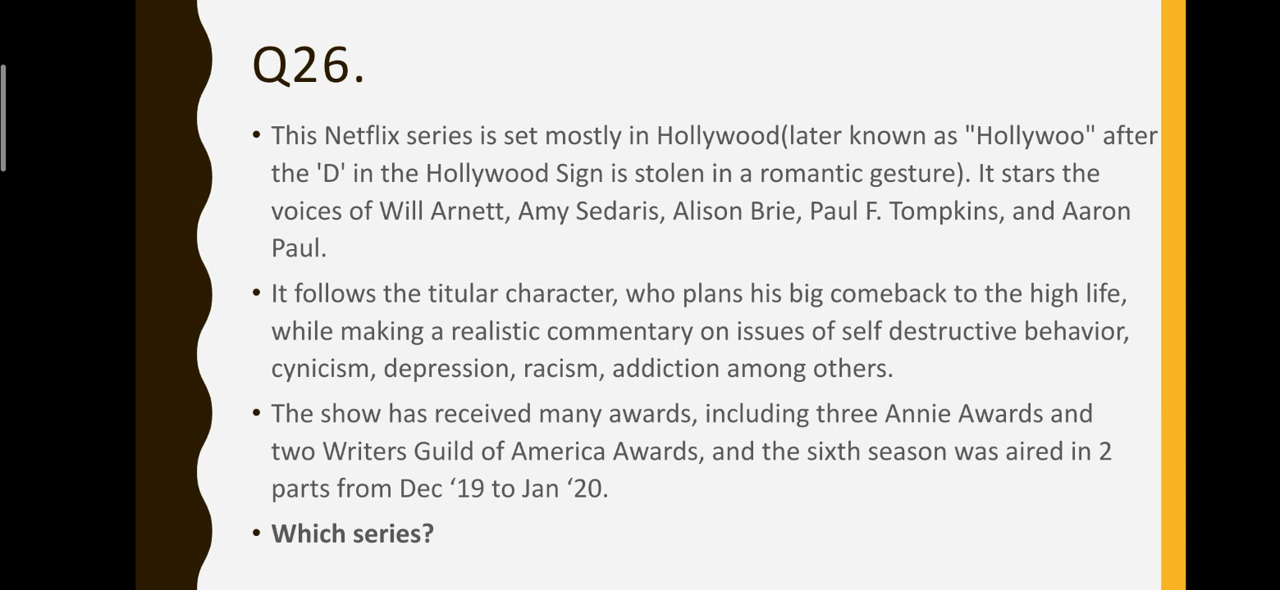 Q26.
• This Netflix series is set mostly in Hollywood(later known as "Hollywoo" after
the 'D' in the Hollywood Sign is stolen in a romantic gesture). It stars the
voices of Will Arnett, Amy Sedaris, Alison Brie, Paul F. Tompkins, and Aaron
Paul.
• It follows the titular character, who plans his big comeback to the high life,
while making a realistic commentary on issues of self destructive behavior,
cynicism, depression, racism, addiction among others.
• The show has received many awards, including three Annie Awards and
two Writers Guild of America Awards, and the sixth season was aired in 2
parts from Dec ‘19 to Jan ‘20.
• Which series?